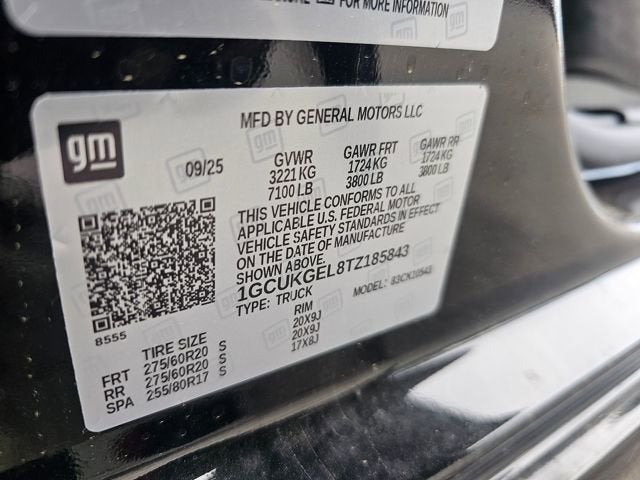 FOR MORE INFORMATION
gm
MFD BY GENERAL MOTORS LLC
09/25
GVWR
3221 KG
7100 LB
GAWR FRT
1724 KG
3800 LB
GAWR RR
1724 KG
3800 LB
THIS VEHICLE CONFORMS TO ALL
APPLICABLE U.S. FEDERAL MOTOR
VEHICLE SAFETY STANDARDS IN EFFECT
ON THE DATE OF MANUFACTURE
SHOWN ABOVE.
1GCUKGEL8TZ185843
TYPE: TRUCK
MODEL: 83CK10543
8555
TIRE SIZE
RIM
FRT 275/60R20 S 20X9J
RR 275/60R20 S 20X9J
SPA 255/80R17 S 17X8J